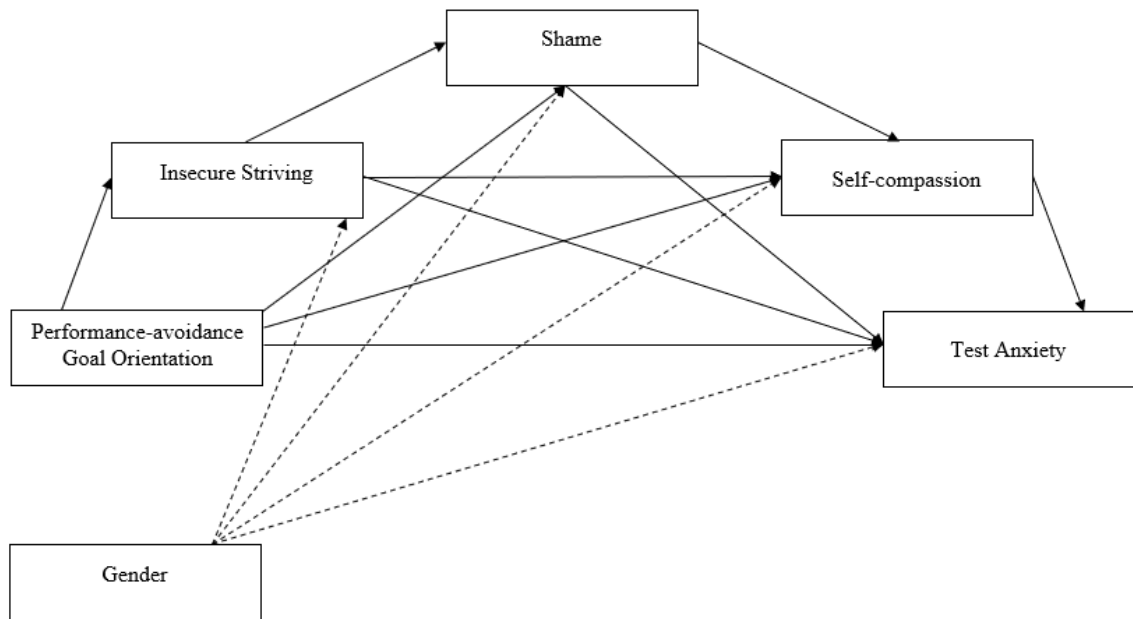 Shame
Insecure Striving
Self-compassion
Performance-avoidance
Goal Orientation
Test Anxiety
Gender